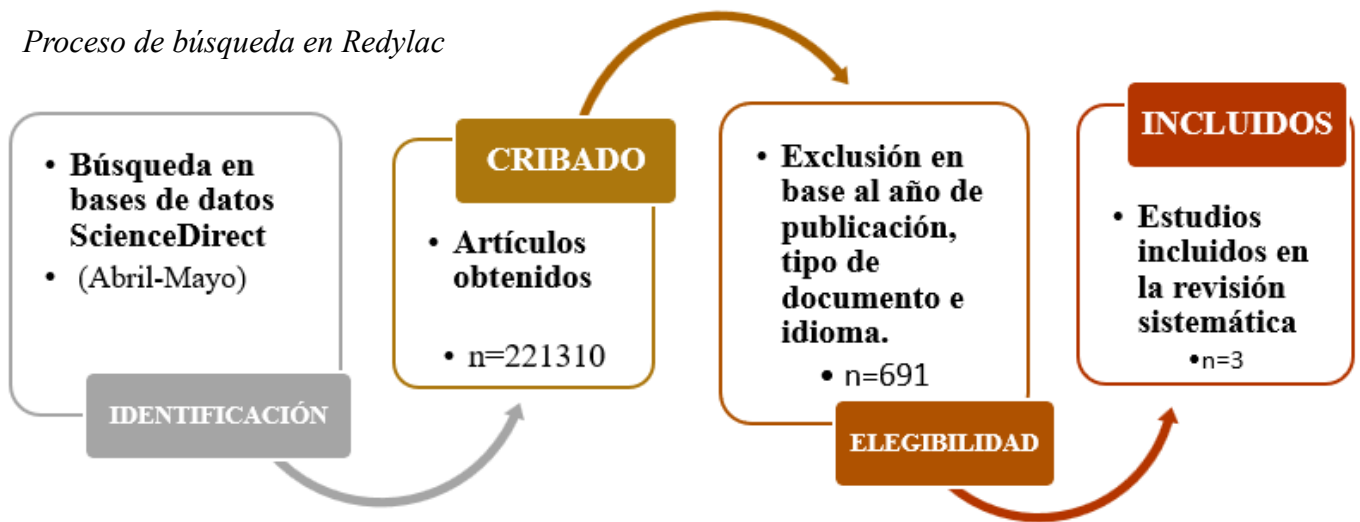 Proceso de búsqueda en Redylac
• Búsqueda en
bases de datos
ScienceDirect
• (Abril-Mayo)
IDENTIFICACIÓN
CRIBADO
• Artículos
obtenidos
• n=221310
• Exclusión en
base al año de
publicación,
tipo de
documento e
idioma.
• n=691
ELEGIBILIDAD
INCLUIDOS
• Estudios
incluidos en
la revisión
sistemática
•n=3